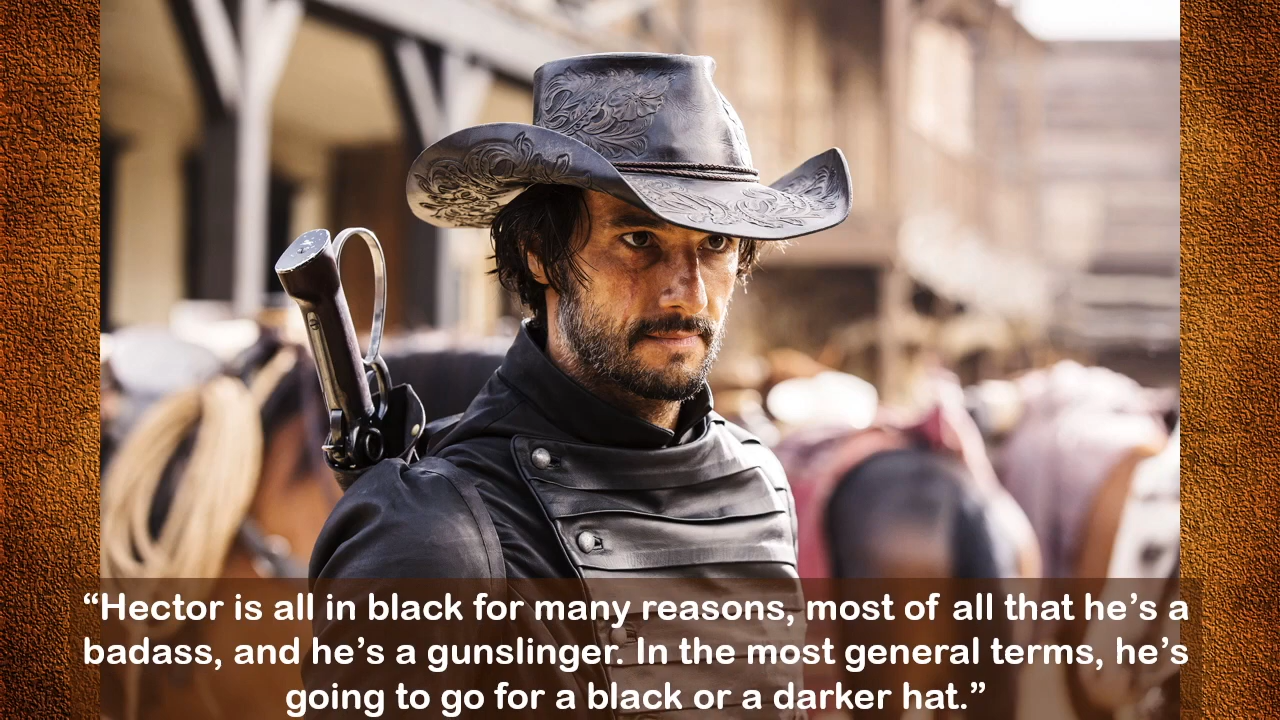 “Hector is all in black for many reasons, most of all that he’s a
badass, and he’s a gunslinger. In the most general terms, he’s
going to go for a black or a darker hat.”